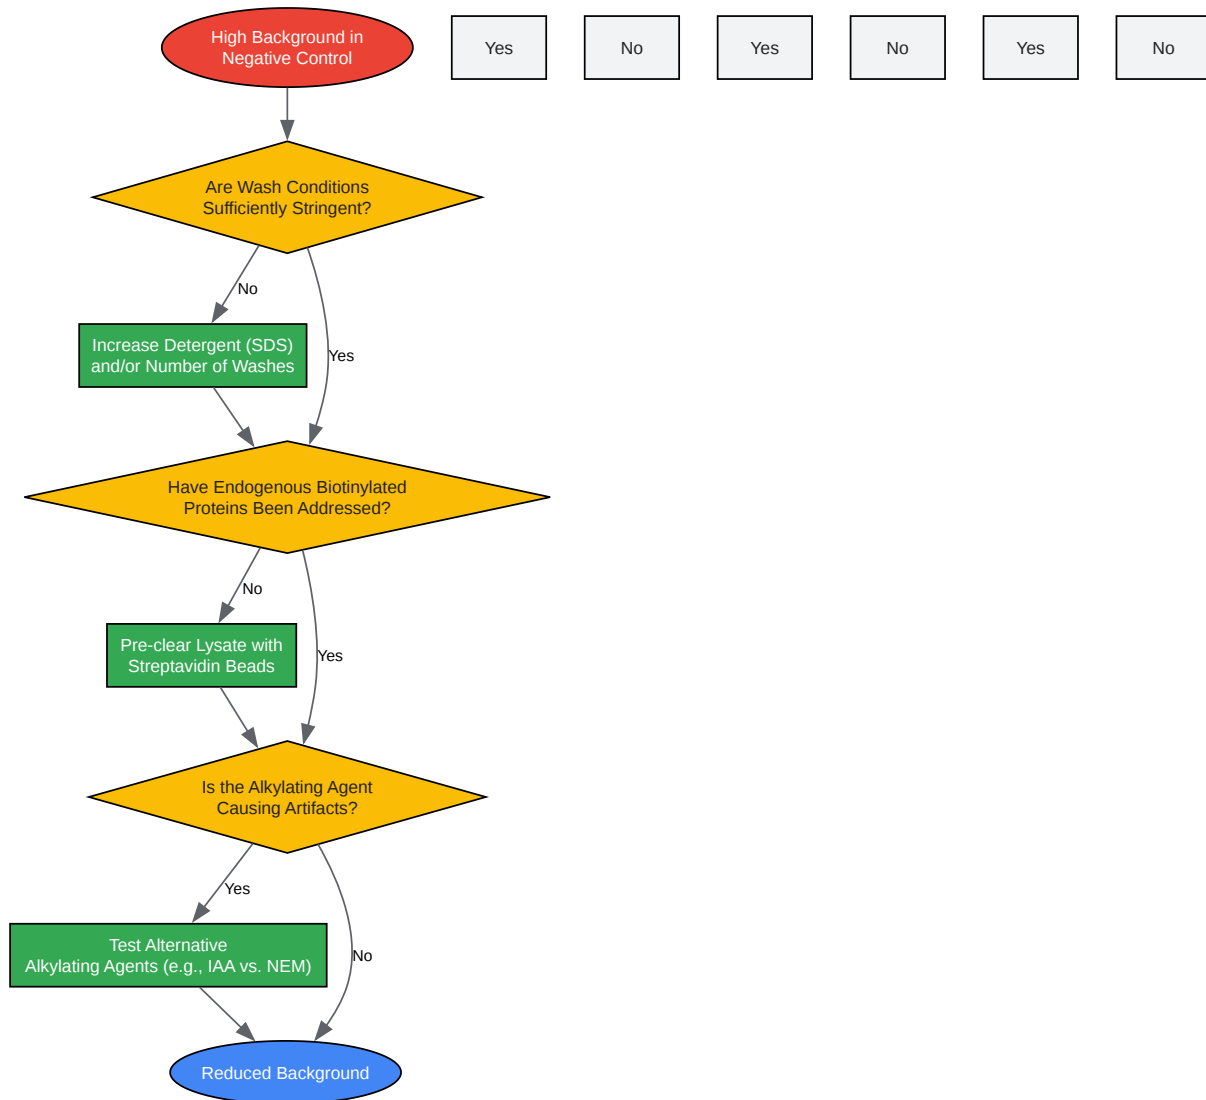 High Background in
Negative Control
Yes
No
Yes
No
Yes
No
Are Wash Conditions
Sufficiently Stringent?
No
Increase Detergent (SDS)
and/or Number of Washes
Yes
Have Endogenous Biotinylated
Proteins Been Addressed?
No
Pre-clear Lysate with
Streptavidin Beads
Yes
Is the Alkylating Agent
Causing Artifacts?
Yes
Test Alternative
Alkylating Agents (e.g., IAA vs. NEM)
No
Reduced Background